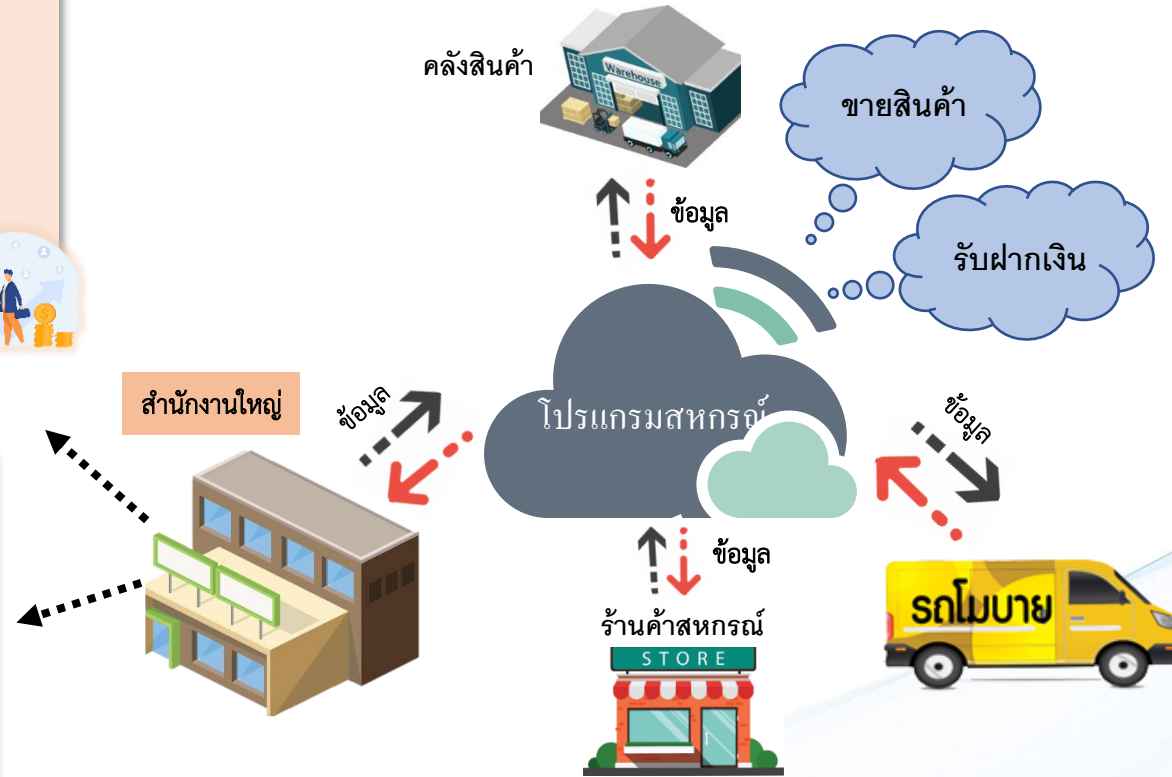 คลังสินค้า
Warehouse
ขายสินค้า
ข้อมูล
รับฝากเงิน
สำนักงานใหญ่
ข้อมูล
โปรแกรมสหกรณ์
ข้อมูล
ข้อมูล
ร้านค้าสหกรณ์
STORE
รถโมบาย